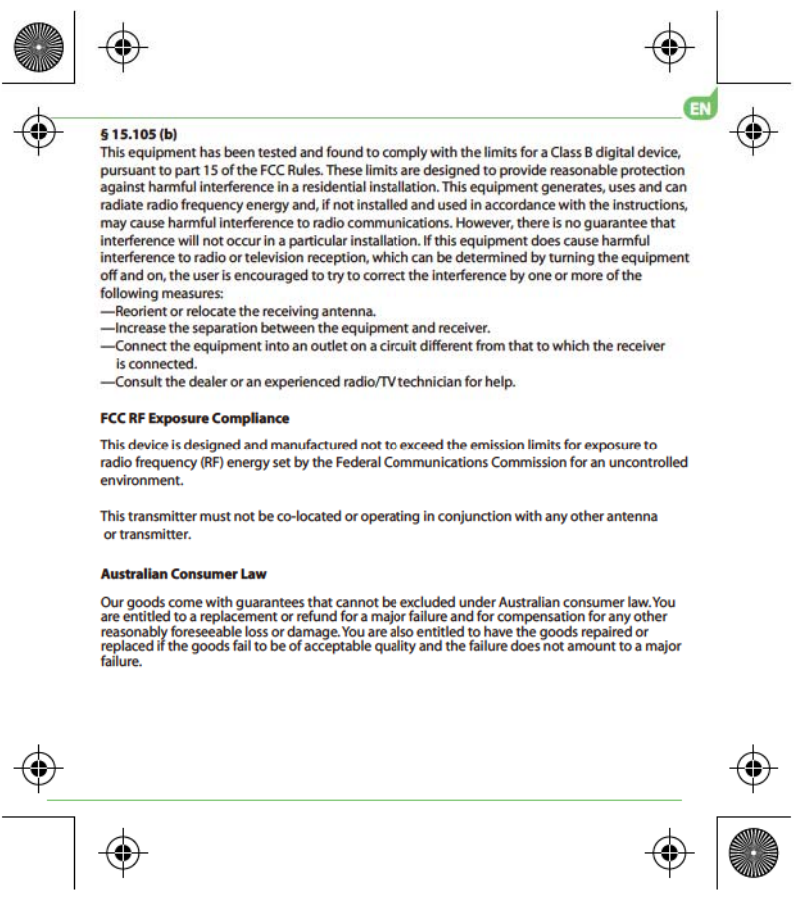 EN
§ 15.105 (b)
This equipment has been tested and found to comply with the limits for a Class B digital device,
pursuant to part 15 of the FCC Rules. These limits are designed to provide reasonable protection
against harmful interference in a residential installation. This equipment generates, uses and can
radiate radio frequency energy and, if not installed and used in accordance with the instructions,
may cause harmful interference to radio communications. However, there is no guarantee that
interference will not occur in a particular installation. If this equipment does cause harmful
interference to radio or television reception, which can be determined by turning the equipment
off and on, the user is encouraged to try to correct the interference by one or more of the
following measures:
—Reorient or relocate the receiving antenna.
—Increase the separation between the equipment and receiver.
—Connect the equipment into an outlet on a circuit different from that to which the receiver
is connected.
—Consult the dealer or an experienced radio/TV technician for help.
FCC RF Exposure Compliance
This device is designed and manufactured not to exceed the emission limits for exposure to
radio frequency (RF) energy set by the Federal Communications Commission for an uncontrolled
environment.
This transmitter must not be co-located or operating in conjunction with any other antenna
or transmitter.
Australian Consumer Law
Our goods come with guarantees that cannot be excluded under Australian consumer law. You
are entitled to a replacement or refund for a major failure and for compensation for any other
reasonably foreseeable loss or damage. You are also entitled to have the goods repaired or
replaced if the goods fail to be of acceptable quality and the failure does not amount to a major
failure.